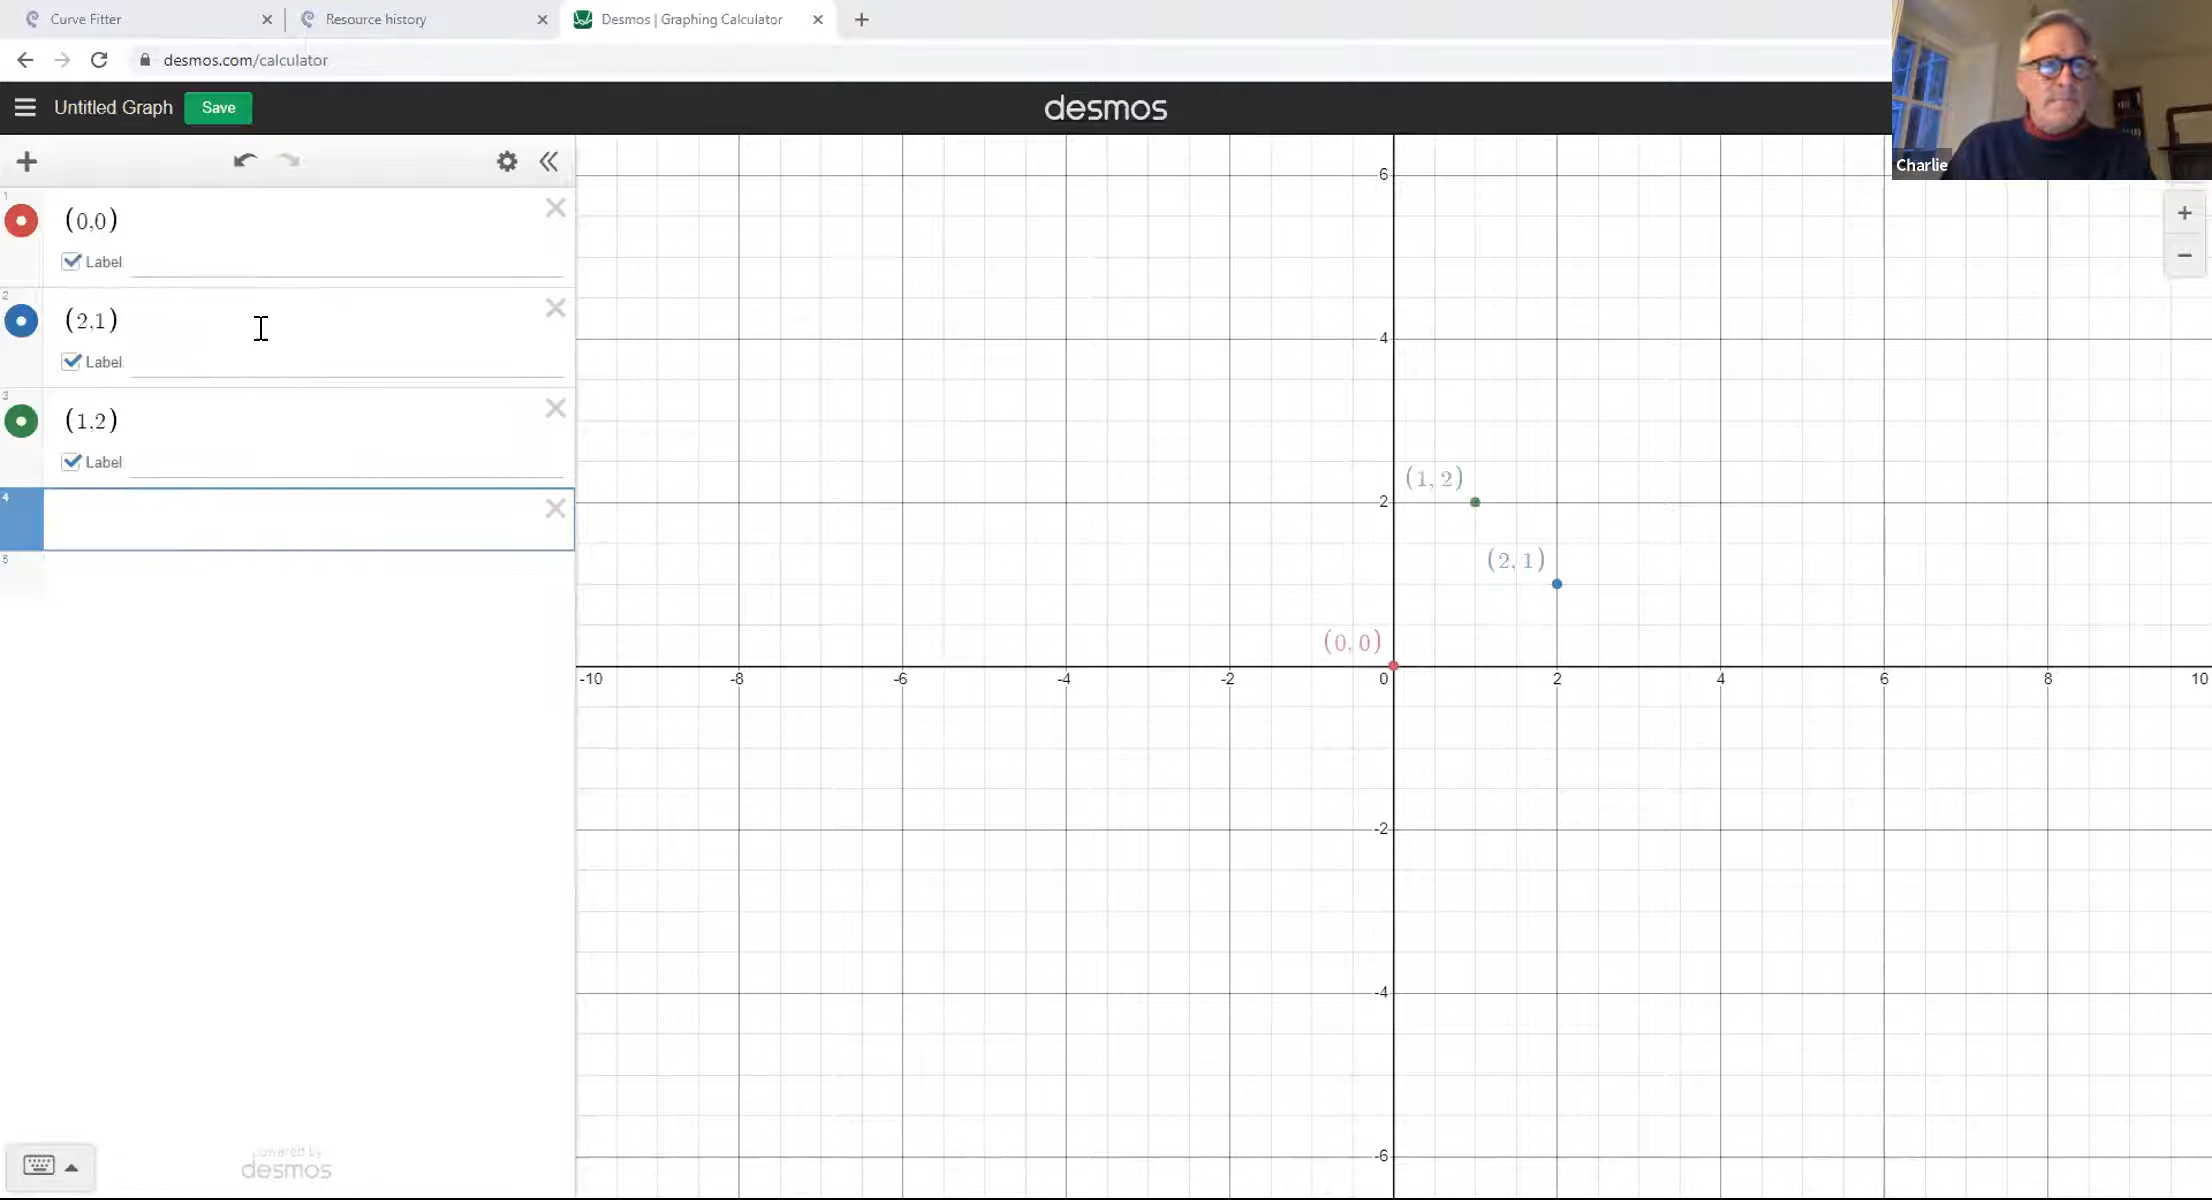 Curve Fitter
Resource history
Desmos | Graphing Calculator
desmos.com/calculator
Untitled Graph
Save
desmos
Charlie
1
(0,0)
Label
2
(2,1)
Label
3
(1,2)
Label
4
5
6
4
2
(1, 2)
(2, 1)
(0, 0)
-10 -8 -6 -4 -2 0 2 4 6 8 10
-2
-4
-6
powered by
desmos